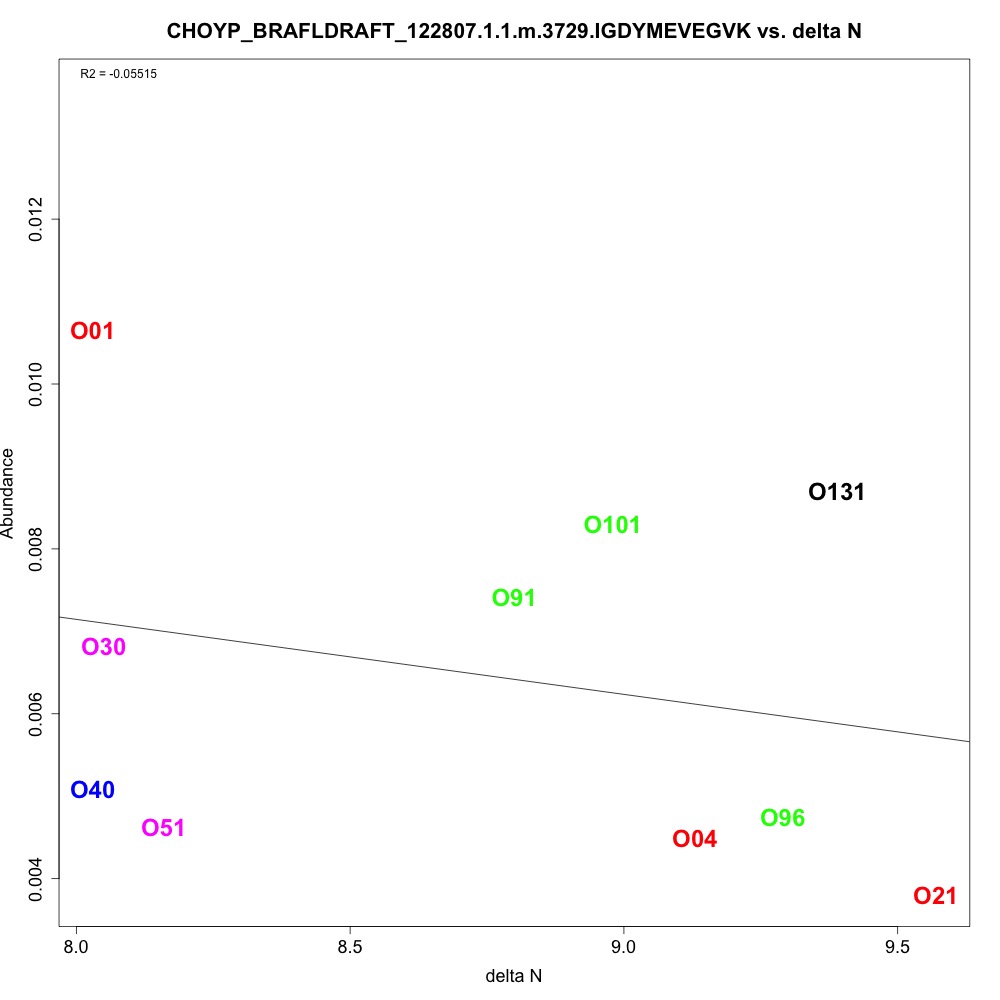 CHOYP_BRAFLDRAFT_122807.1.1.m.3729.IGDYMEVEGVK vs. delta N
R2 = -0.05515
0.012
O01
0.010
Abundance
O131
O101
0.008
O91
O30
0.006
O40
O96
O51
O04
0.004
O21
8.0 8.5 9.0 9.5
delta N